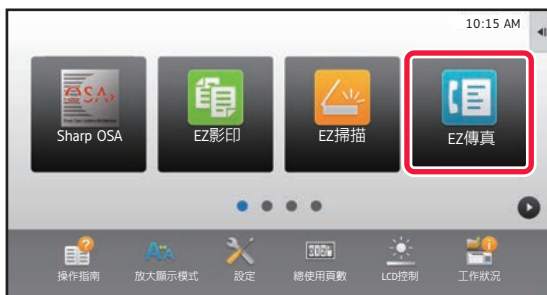 10:15 AM
OSA
Sharp OSA
EZ影印
EZ掃描
EZ傳真
操作指南
放大顯示模式
設定
總使用頁數
LCD控制
工作狀況